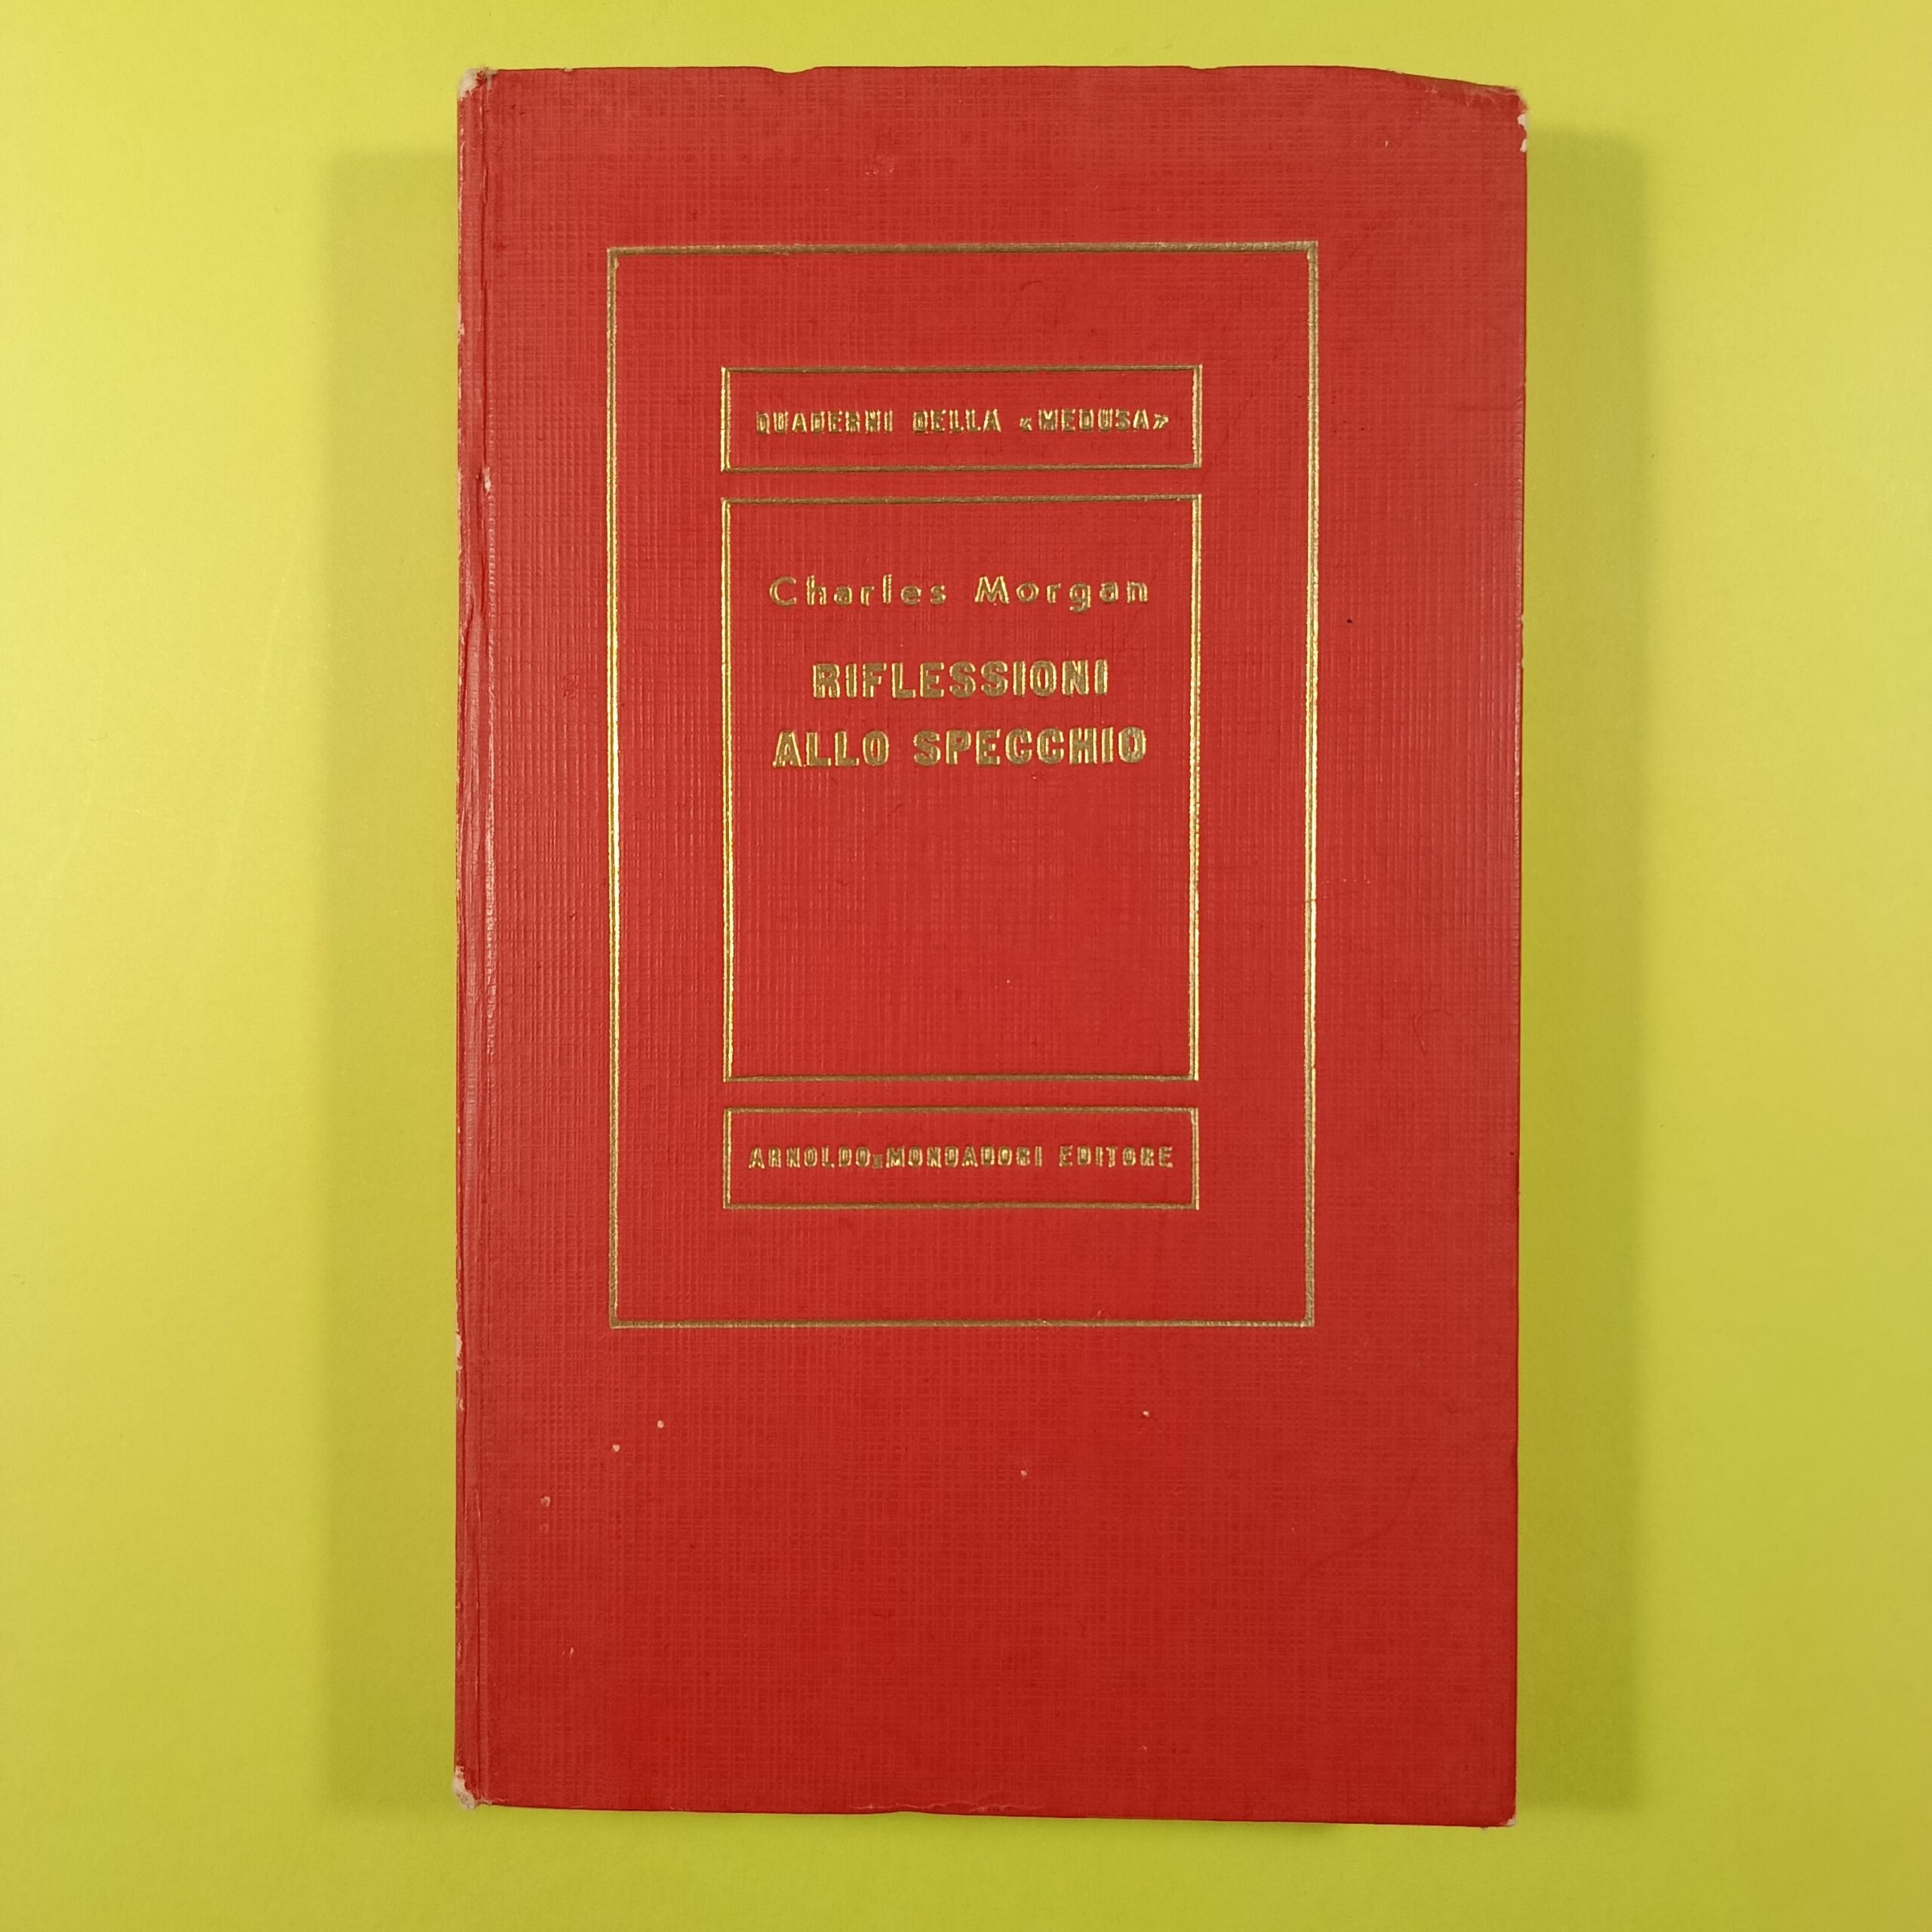 QUADERNI DELLA «MEDUSA»
Charles Morgan
RIFLESSIONI
ALLO SPECCHIO
ARNOLDO MONDADORI EDITORE